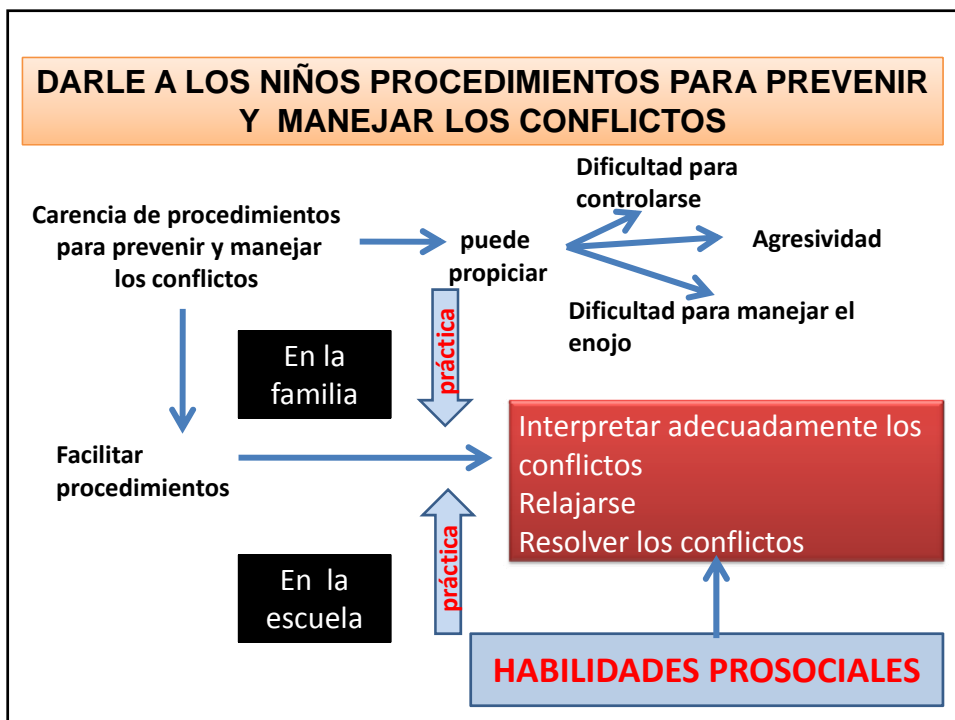 DARLE A LOS NIÑOS PROCEDIMIENTOS PARA PREVENIR
Y MANEJAR LOS CONFLICTOS
Carencia de procedimientos
para prevenir y manejar
los conflictos
puede
propiciar
Dificultad para
controlarse
Agresividad
Dificultad para manejar el
enojo
En la
familia
práctica
Facilitar
procedimientos
Interpretar adecuadamente los
conflictos
Relajarse
Resolver los conflictos
En la
escuela
práctica
HABILIDADES PROSOCIALES